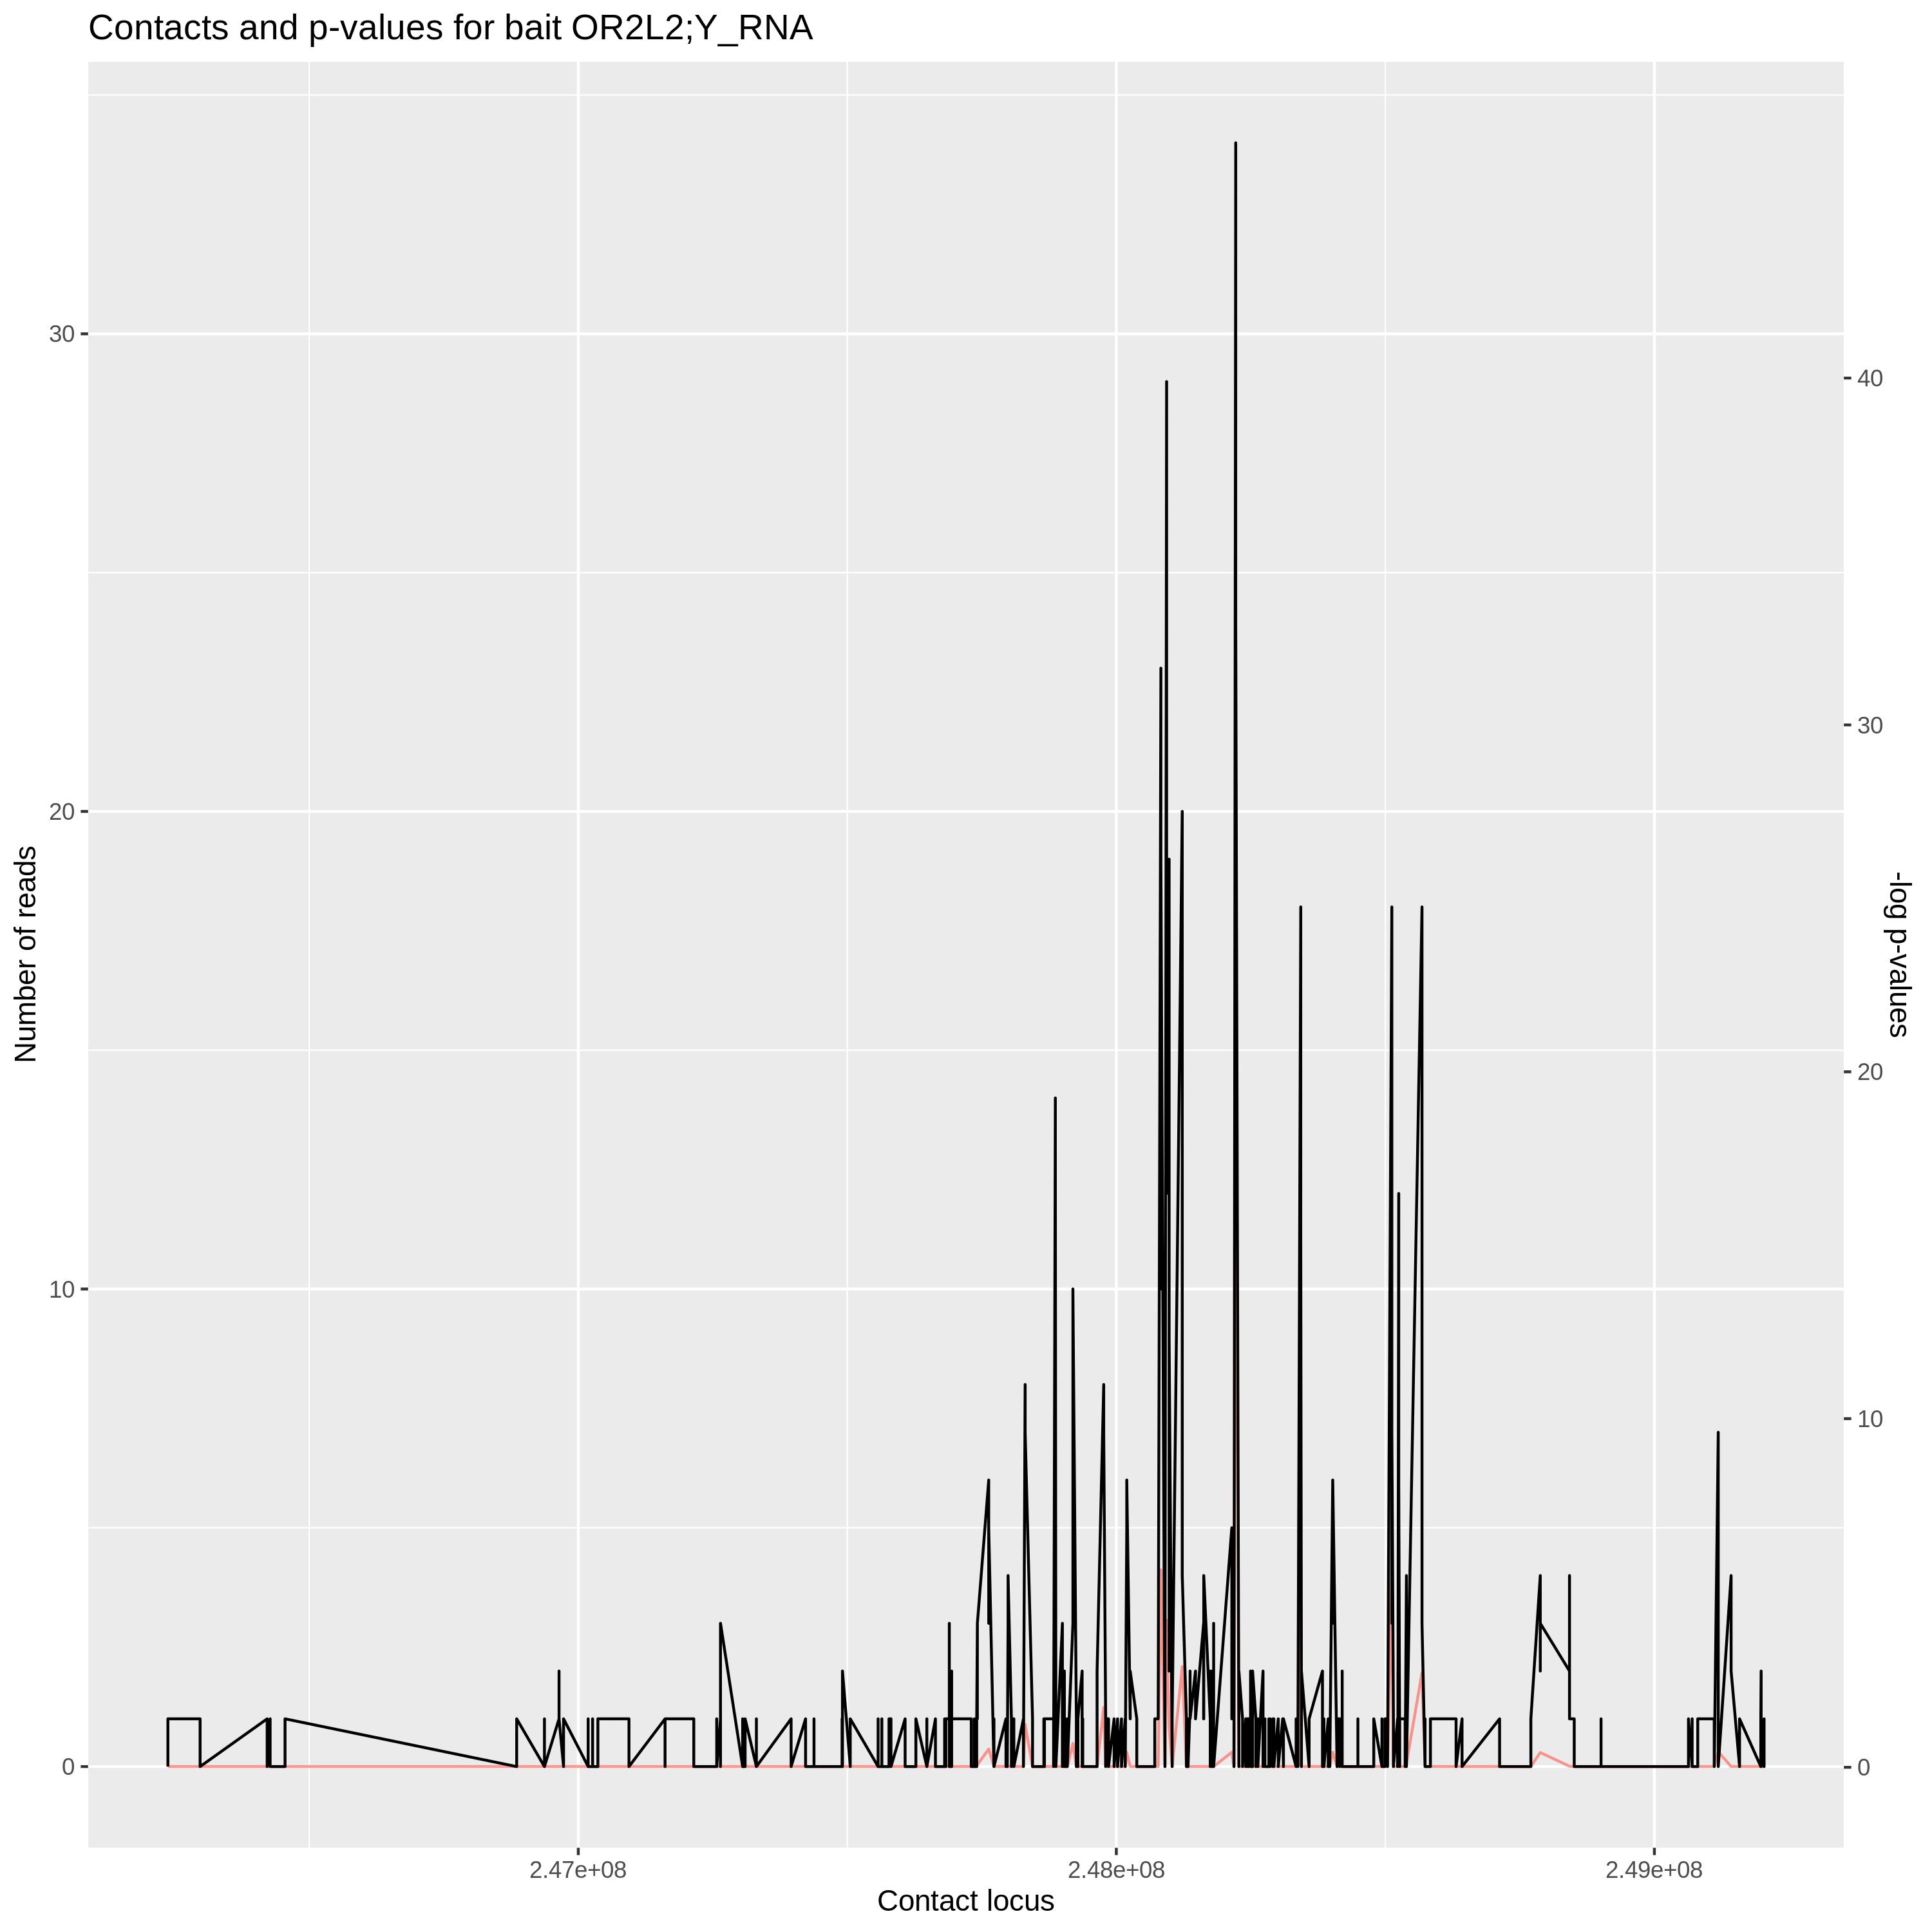 Contacts and p-values for bait OR2L2;Y_RNA
30
20
10
0
Number of reads
40
30
20
10
0
-log p-values
2.47e+08
2.48e+08
2.49e+08
Contact locus